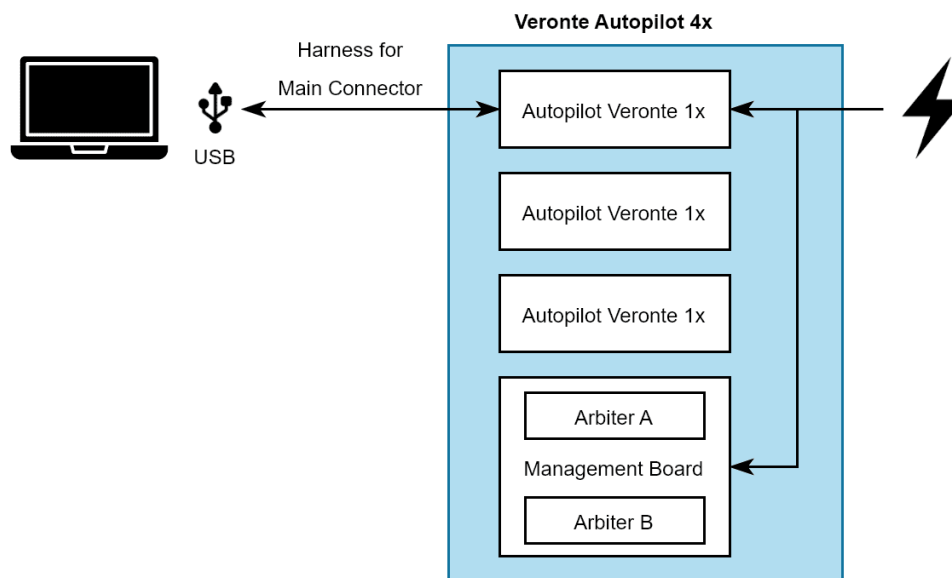 Veronte Autopilot 4x
Harness for
Main Connector
USB
Autopilot Veronte 1x
Autopilot Veronte 1x
Autopilot Veronte 1x
Arbiter A
Management Board
Arbiter B